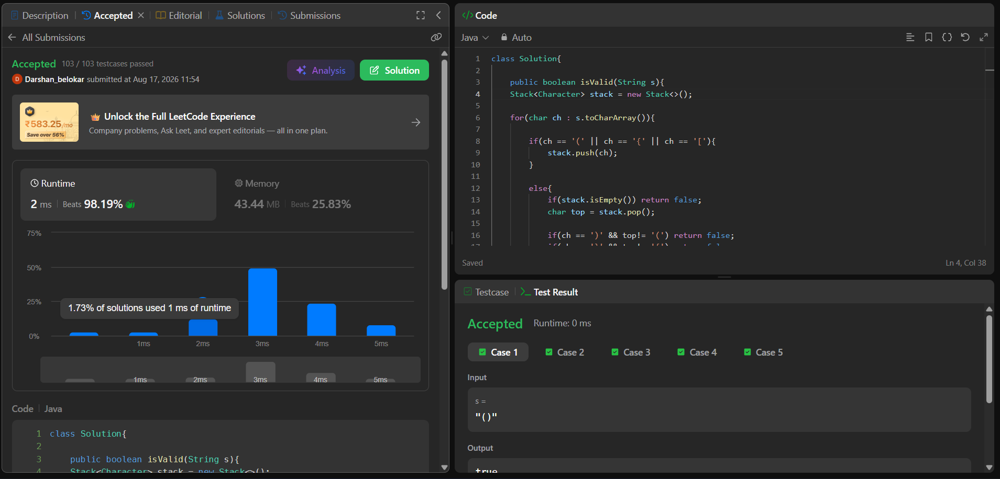 Description
Accepted
Editorial
Solutions
Submissions
All Submissions
Accepted 103 / 103 testcases passed
D Darshan_belokar submitted at Aug 17, 2026 11:54
Analysis
Solution
₹583.25/mo
Save over 56%
Unlock the Full LeetCode Experience
Company problems, Ask Leet, and expert editorials — all in one plan.
Runtime
2 ms Beats 98.19%
Memory
43.44 MB Beats 25.83%
75%
50%
25%
0%
1.73% of solutions used 1 ms of runtime
1ms 2ms 3ms 4ms 5ms
1ms 2ms 3ms 4ms 5ms
Code Java
1 class Solution{
2
3 public boolean isValid(String s){
4 Stack<Character> stack = new Stack<>();
</> Code
Java Auto
1 class Solution{
2
3 public boolean isValid(String s){
4 Stack<Character> stack = new Stack<>();
5
6 for(char ch : s.toCharArray()){
7
8 if(ch == '(' || ch == '{' || ch == '['){
9 stack.push(ch);
10 }
11
12 else{
13 if(stack.isEmpty()) return false;
14 char top = stack.pop();
15
16 if(ch == ')' && top!= '(') return false;
Saved
Ln 4, Col 38
Testcase
Test Result
Accepted Runtime: 0 ms
Case 1 Case 2 Case 3 Case 4 Case 5
Input
s =
"()"
Output
true